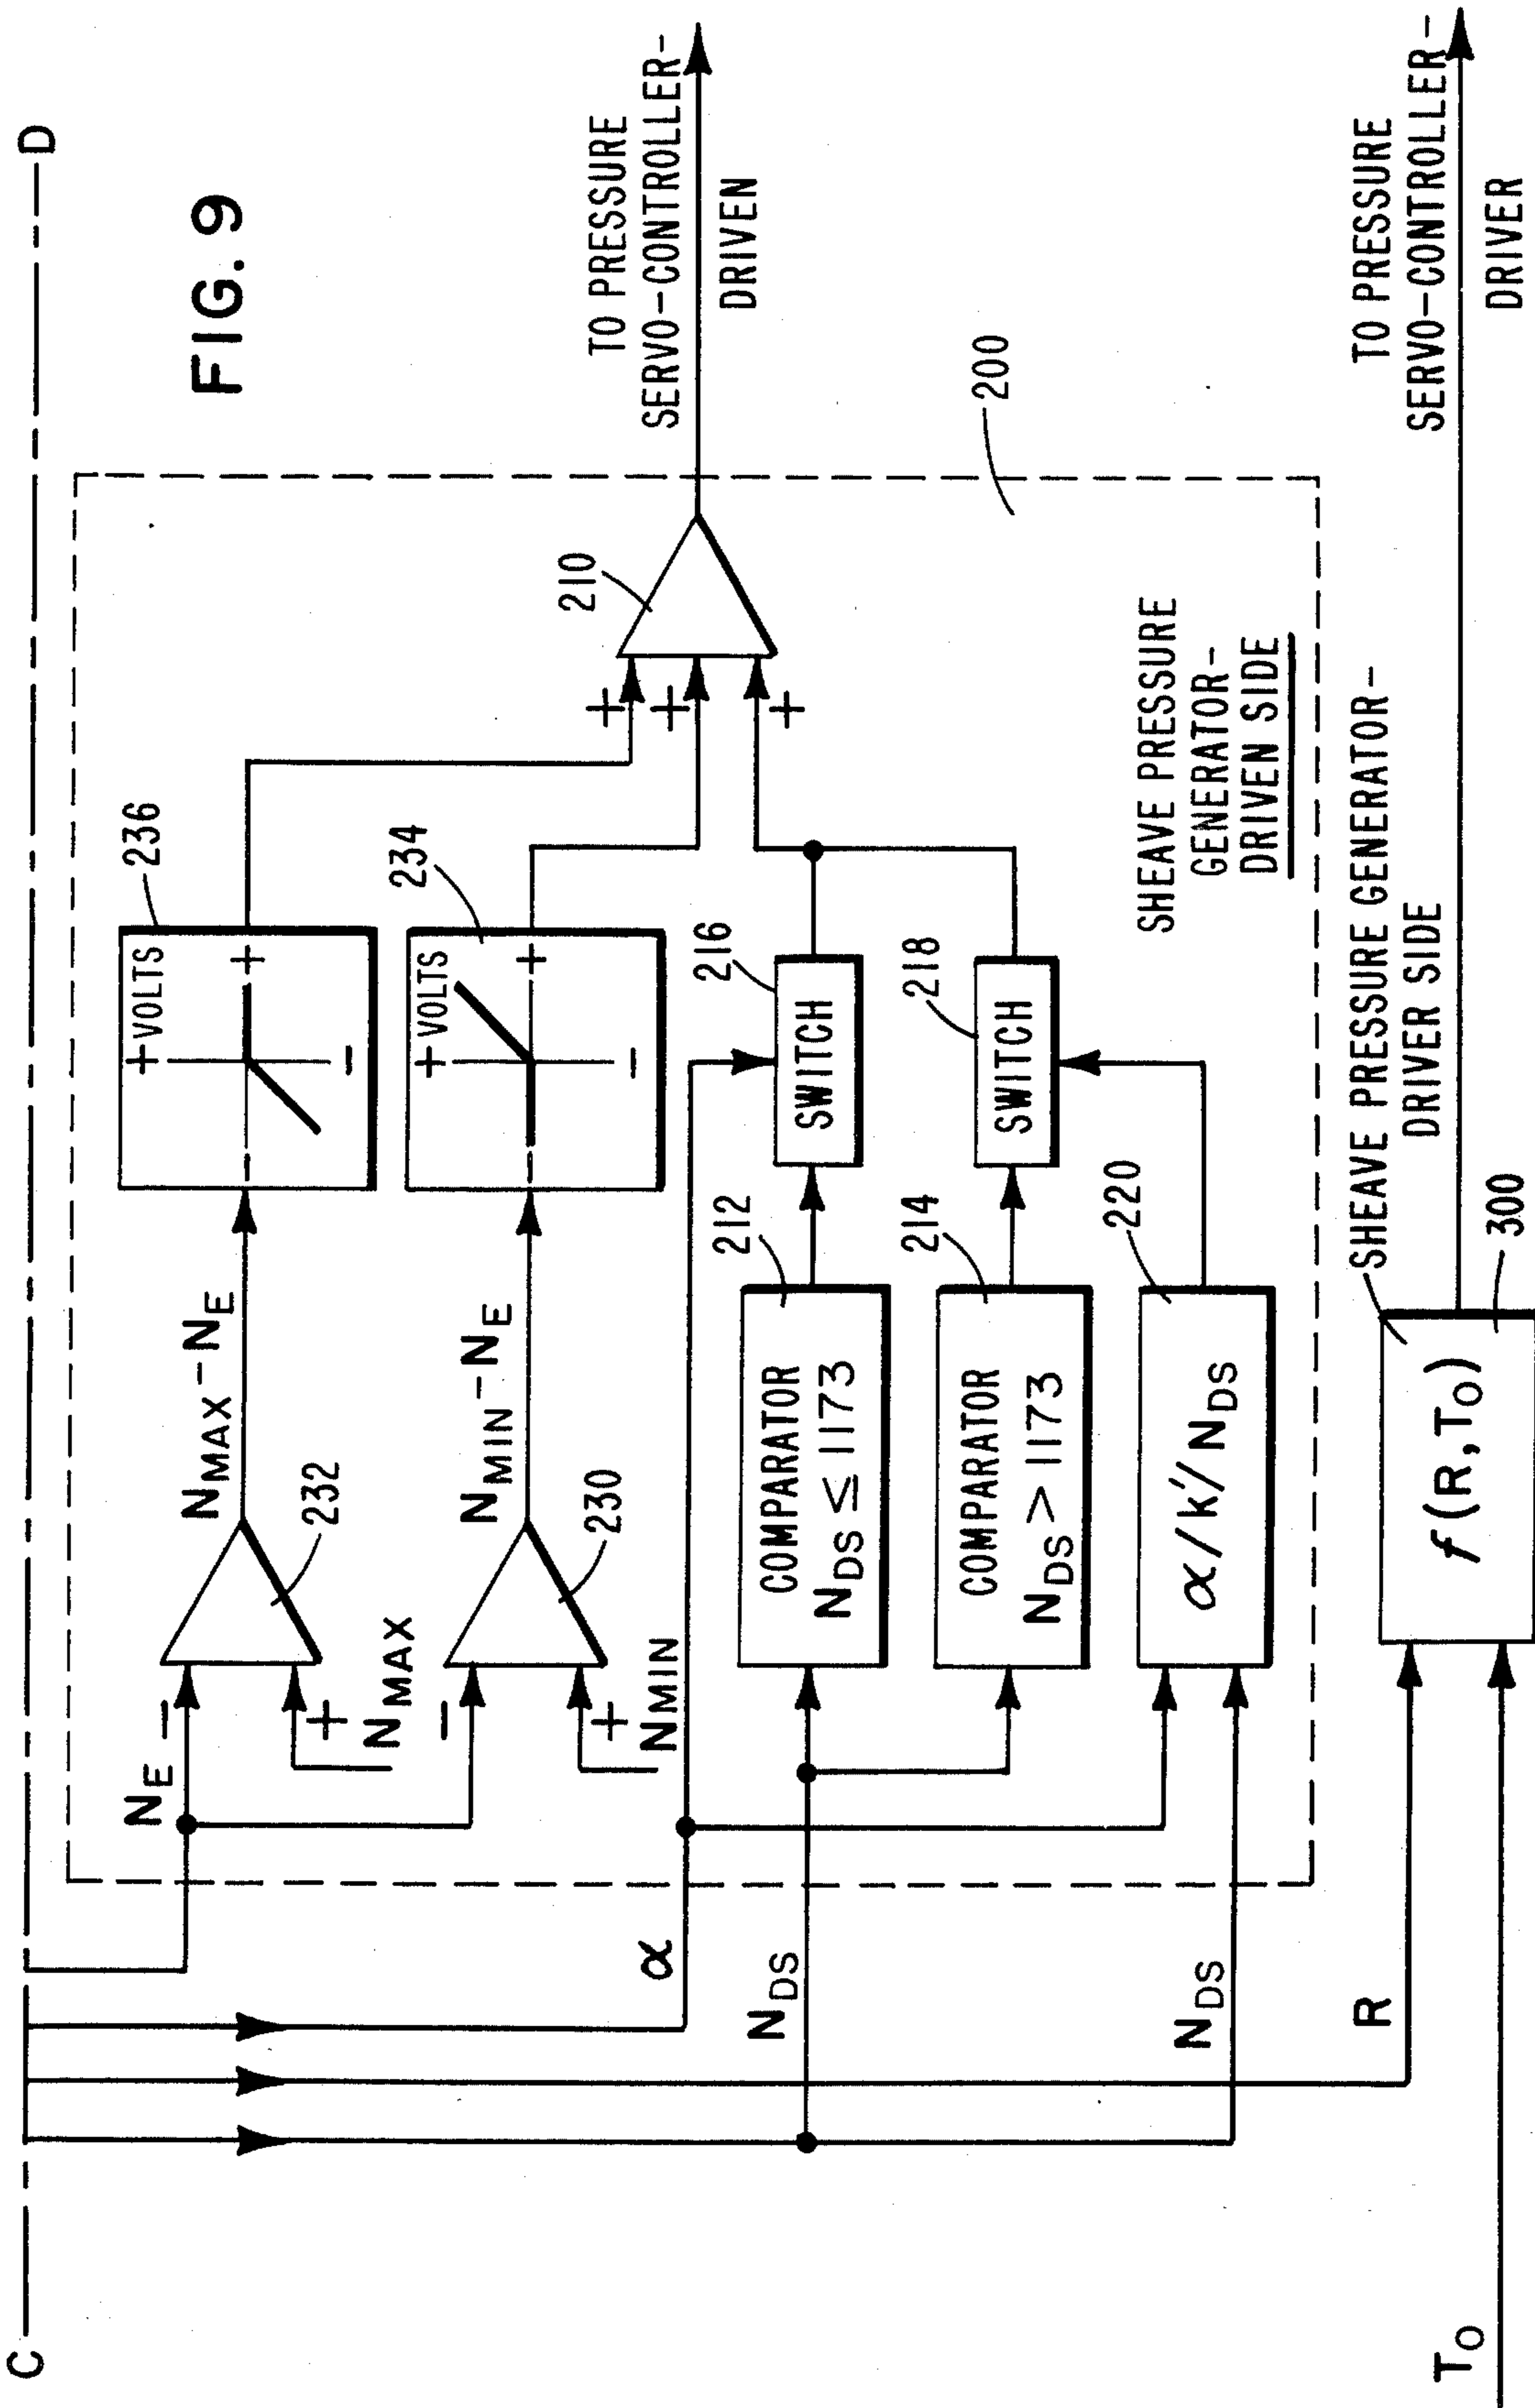 C
D
FIG. 9
N_E
−
+
N_MAX
232
N_MAX−N_E
236
+VOLTS
−
+
−
−
+
N_MIN
230
N_MIN−N_E
234
+VOLTS
−
+
−
+
+
+
210
TO PRESSURE
SERVO-CONTROLLER-
DRIVEN
α
N_DS
COMPARATOR
N_DS ≤ 1173
212
SWITCH
216
COMPARATOR
N_DS > 1173
214
SWITCH
218
N_DS
α/k'/N_DS
220
SHEAVE PRESSURE
GENERATOR-
DRIVEN SIDE
200
R
T_O
f(R,T_O)
300
SHEAVE PRESSURE GENERATOR-
DRIVER SIDE
TO PRESSURE
SERVO-CONTROLLER-
DRIVER